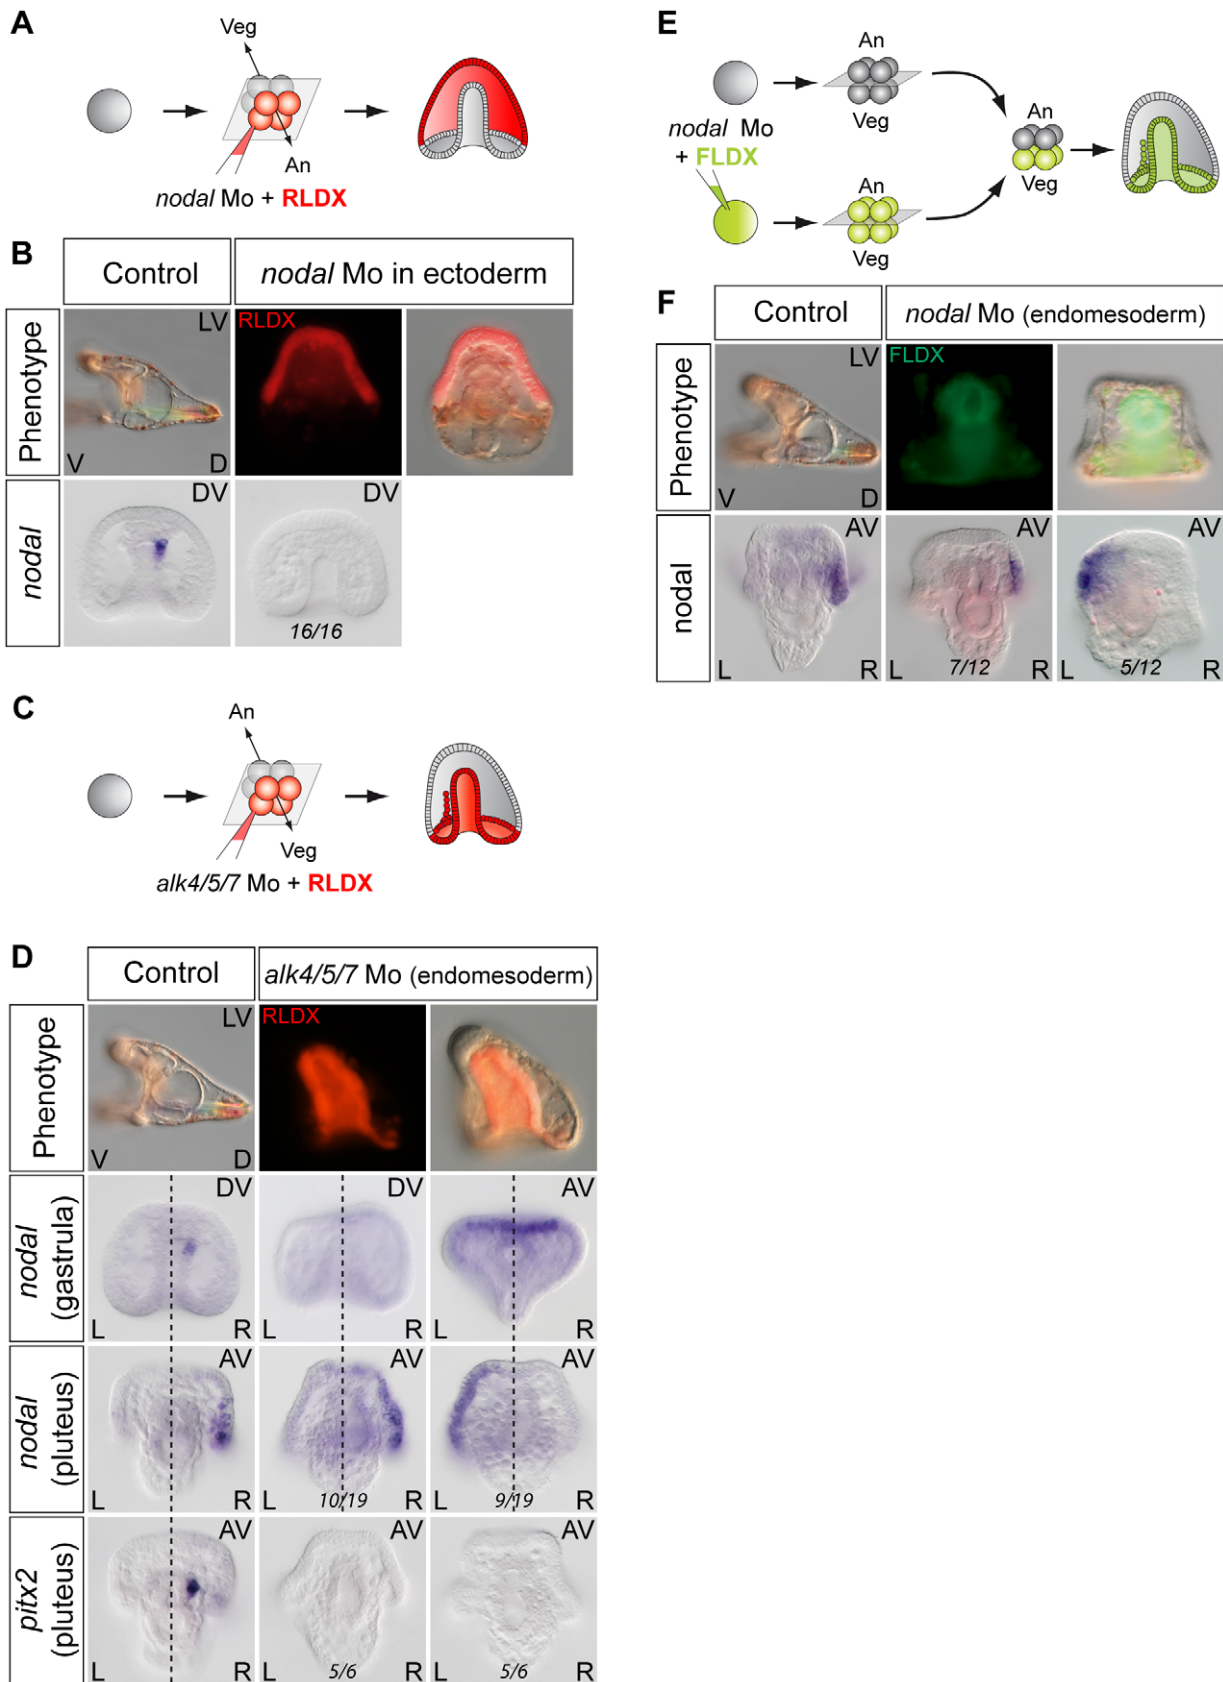 A
Veg
An
nodal Mo + RLDX
B
Control
nodal Mo in ectoderm
Phenotype
LV
V
D
RLDX
nodal
DV
DV
16/16
C
An
Veg
alk4/5/7 Mo + RLDX
D
Control
alk4/5/7 Mo (endomesoderm)
Phenotype
LV
V
D
RLDX
nodal
(gastrula)
DV
L
R
DV
L
R
AV
L
R
nodal
(pluteus)
AV
L
R
AV
L
10/19
R
AV
L
9/19
R
pitx2
(pluteus)
AV
L
R
AV
L
5/6
R
AV
L
5/6
R
E
An
Veg
nodal Mo
+ FLDX
An
Veg
An
Veg
F
Control
nodal Mo (endomesoderm)
Phenotype
LV
V
D
FLDX
nodal
AV
L
R
AV
L
7/12
R
AV
L
5/12
R